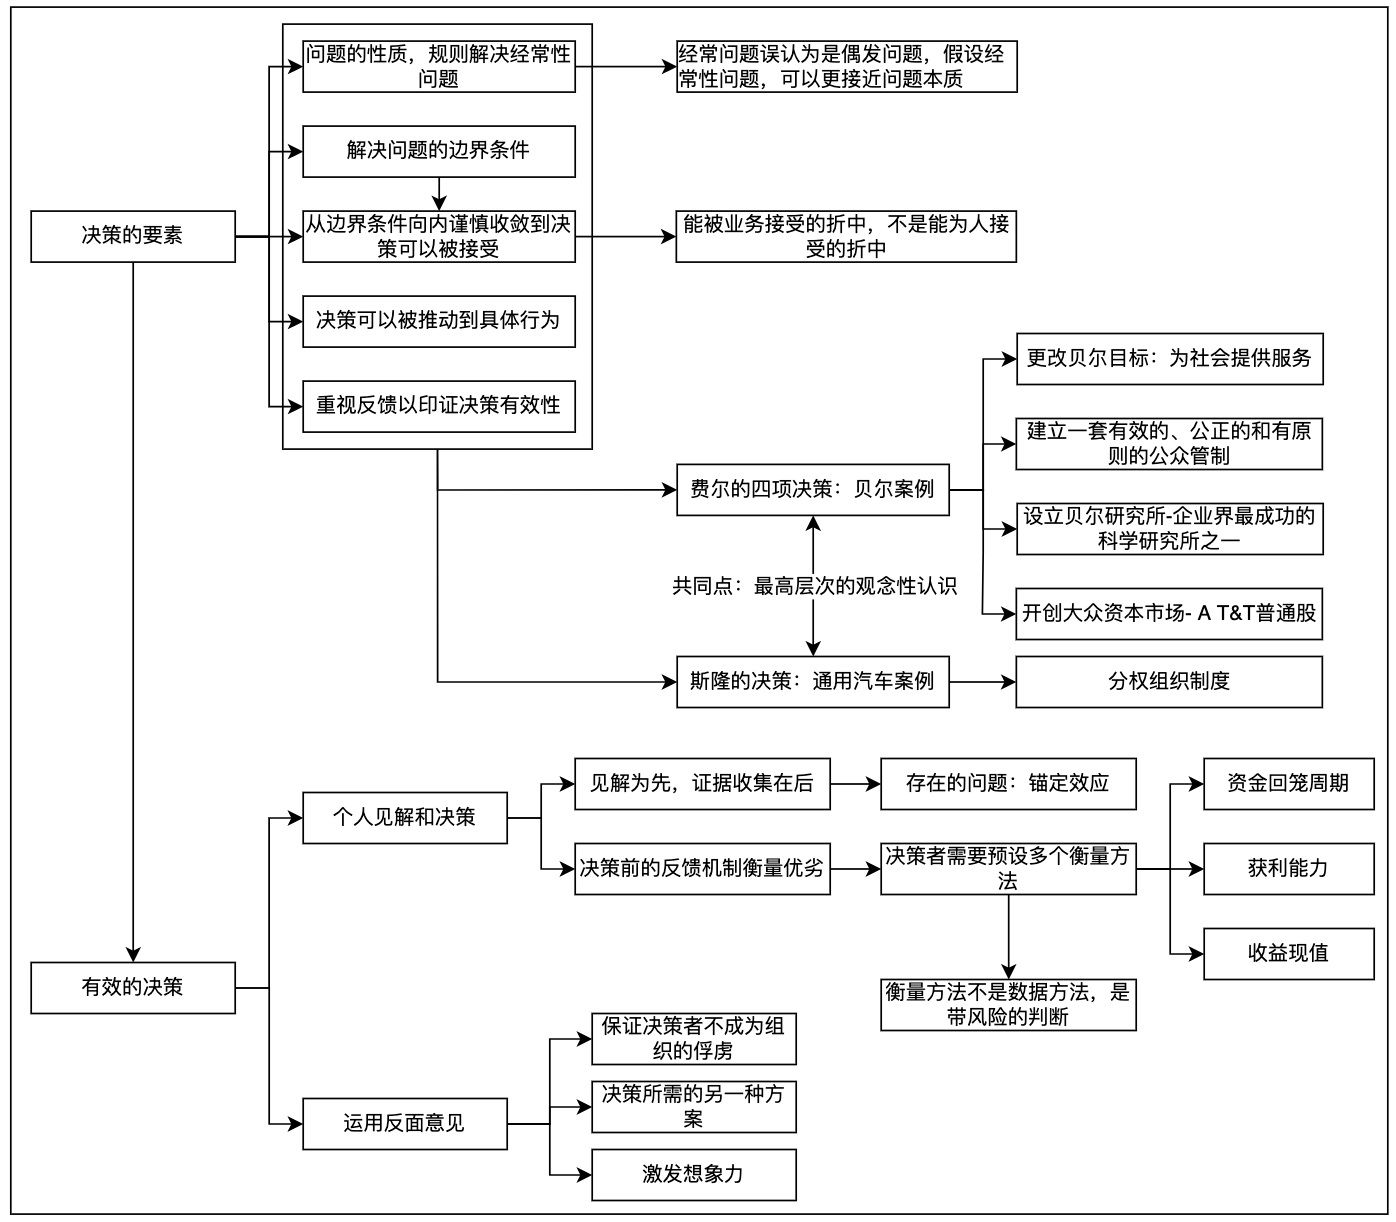 问题的性质，规则解决经常性
问题
经常问题误认为是偶发问题，假设经
常性问题，可以更接近问题本质
解决问题的边界条件
决策的要素
从边界条件向内谨慎收敛到决
策可以被接受
能被业务接受的折中，不是能为人接
受的折中
决策可以被推动到具体行为
重视反馈以印证决策有效性
更改贝尔目标：为社会提供服务
建立一套有效的、公正的和有原
则的公众管制
费尔的四项决策：贝尔案例
设立贝尔研究所-企业界最成功的
科学研究所之一
共同点：最高层次的观念性认识
开创大众资本市场- A T&T普通股
斯隆的决策：通用汽车案例
分权组织制度
个人见解和决策
见解为先，证据收集在后
存在的问题：锚定效应
资金回笼周期
决策前的反馈机制衡量优劣
决策者需要预设多个衡量方
法
获利能力
收益现值
有效的决策
衡量方法不是数据方法，是
带风险的判断
保证决策者不成为组
织的俘虏
决策所需的另一种方
案
运用反面意见
激发想象力